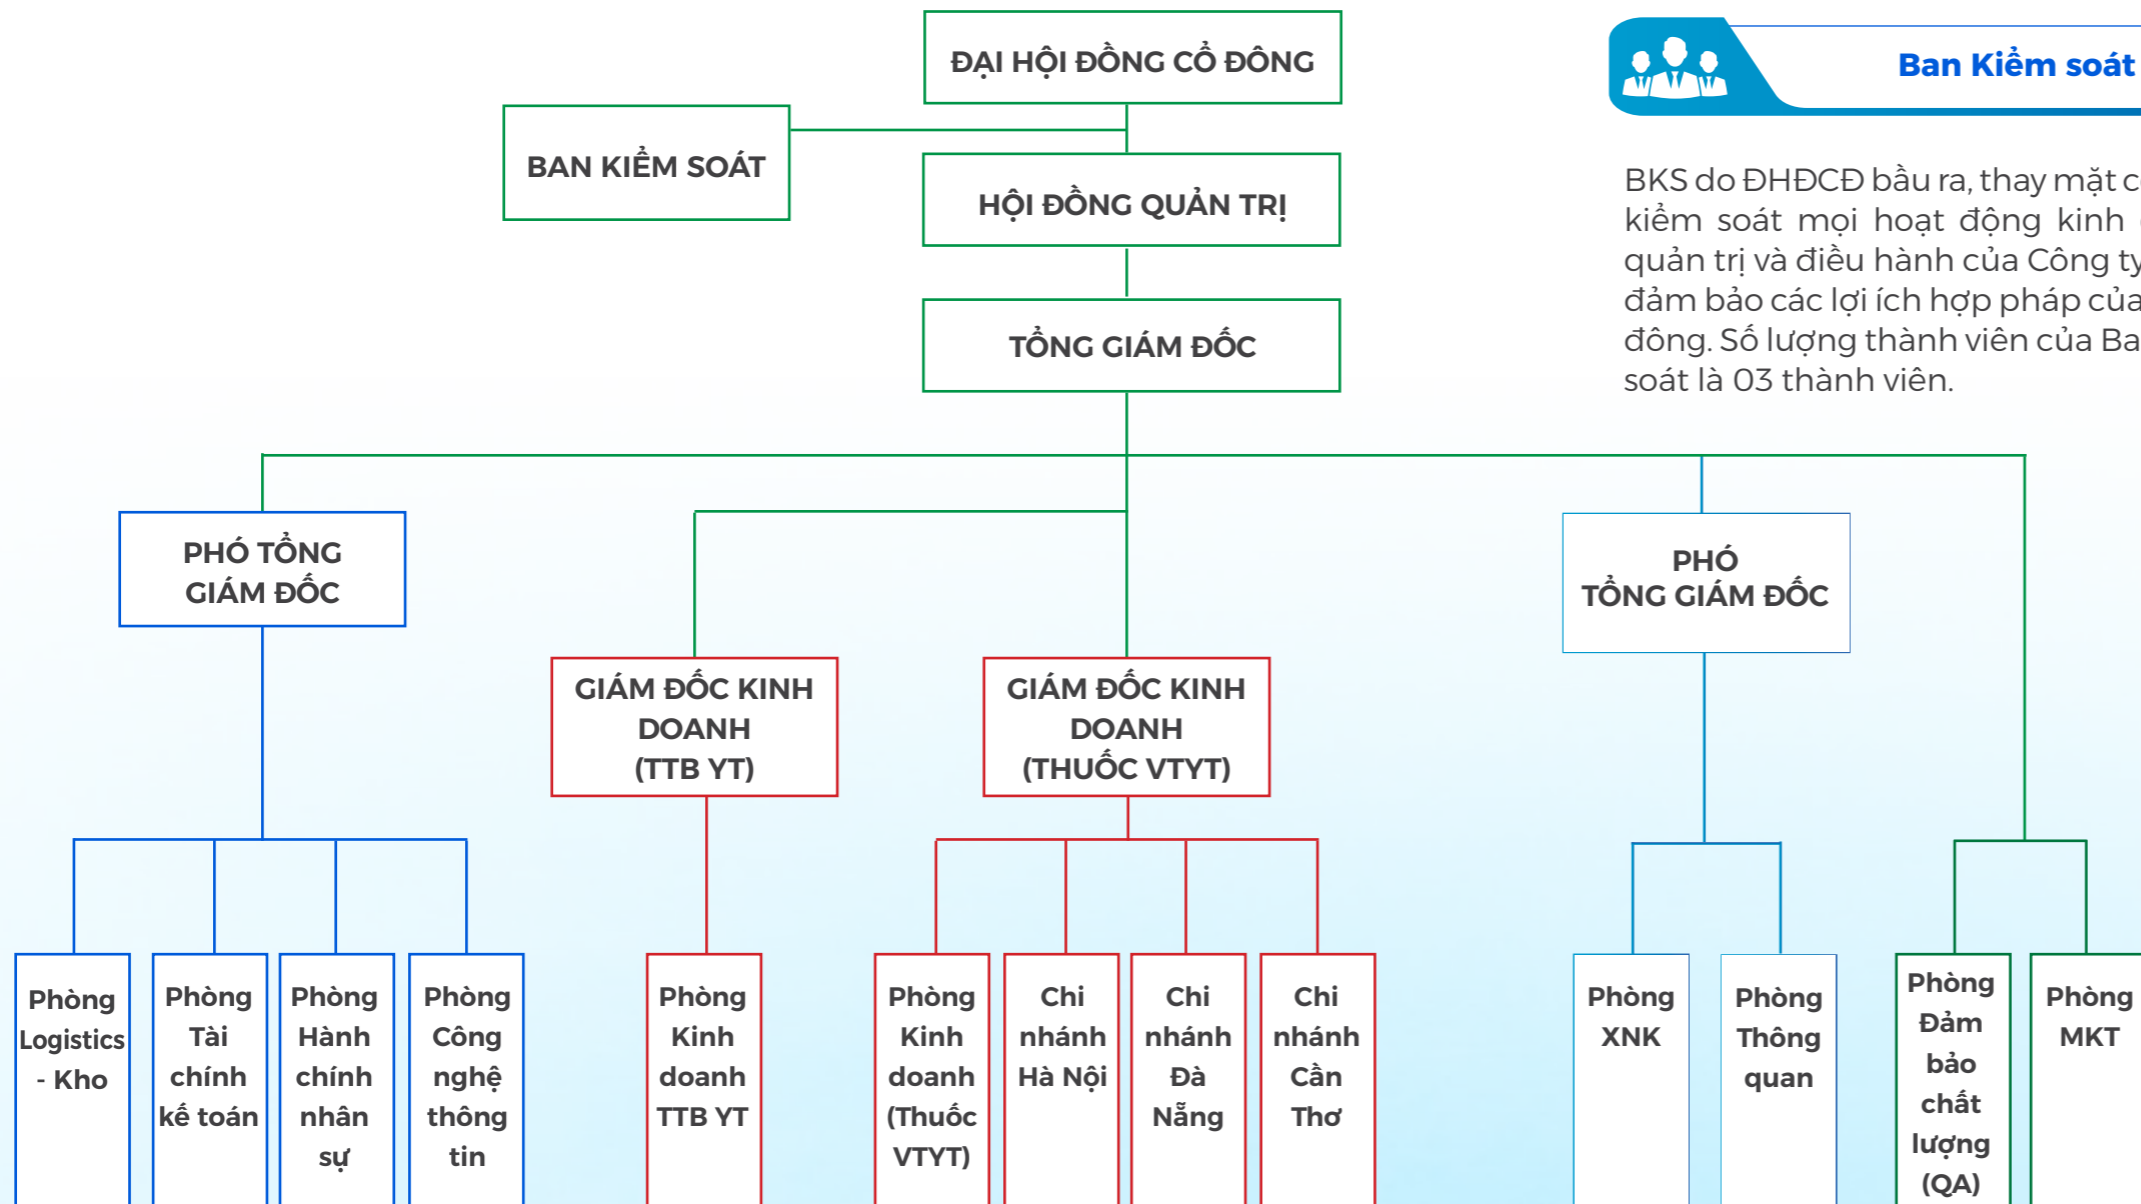 ĐẠI HỘI ĐỒNG CỔ ĐÔNG
BAN KIỂM SOÁT
HỘI ĐỒNG QUẢN TRỊ
TỔNG GIÁM ĐỐC
Ban Kiểm soát
BKS do ĐHĐCĐ bầu ra, thay mặt
kiểm soát mọi hoạt động kinh
quản trị và điều hành của Công ty
đảm bảo các lợi ích hợp pháp của
đông. Số lượng thành viên của
soát là 03 thành viên.
PHÓ TỔNG
GIÁM ĐỐC
PHÓ
TỔNG GIÁM ĐỐC
GIÁM ĐỐC KINH
DOANH
(TTB YT)
GIÁM ĐỐC KINH
DOANH
(THUỐC VTYT)
Phòng
Logistics
- Kho
Phòng
Tài
chính
kế toán
Phòng
Hành
chính
nhân
sự
Phòng
Công
nghệ
thông
tin
Phòng
Kinh
doanh
TTB YT
Phòng
Kinh
doanh
(Thuốc
VTYT)
Chi
nhánh
Hà Nội
Chi
nhánh
Đà
Nẵng
Chi
nhánh
Cần
Thơ
Phòng
XNK
Phòng
Thông
quan
Phòng
Đảm
bảo
chất
lượng
(QA)
Phòng
MKT